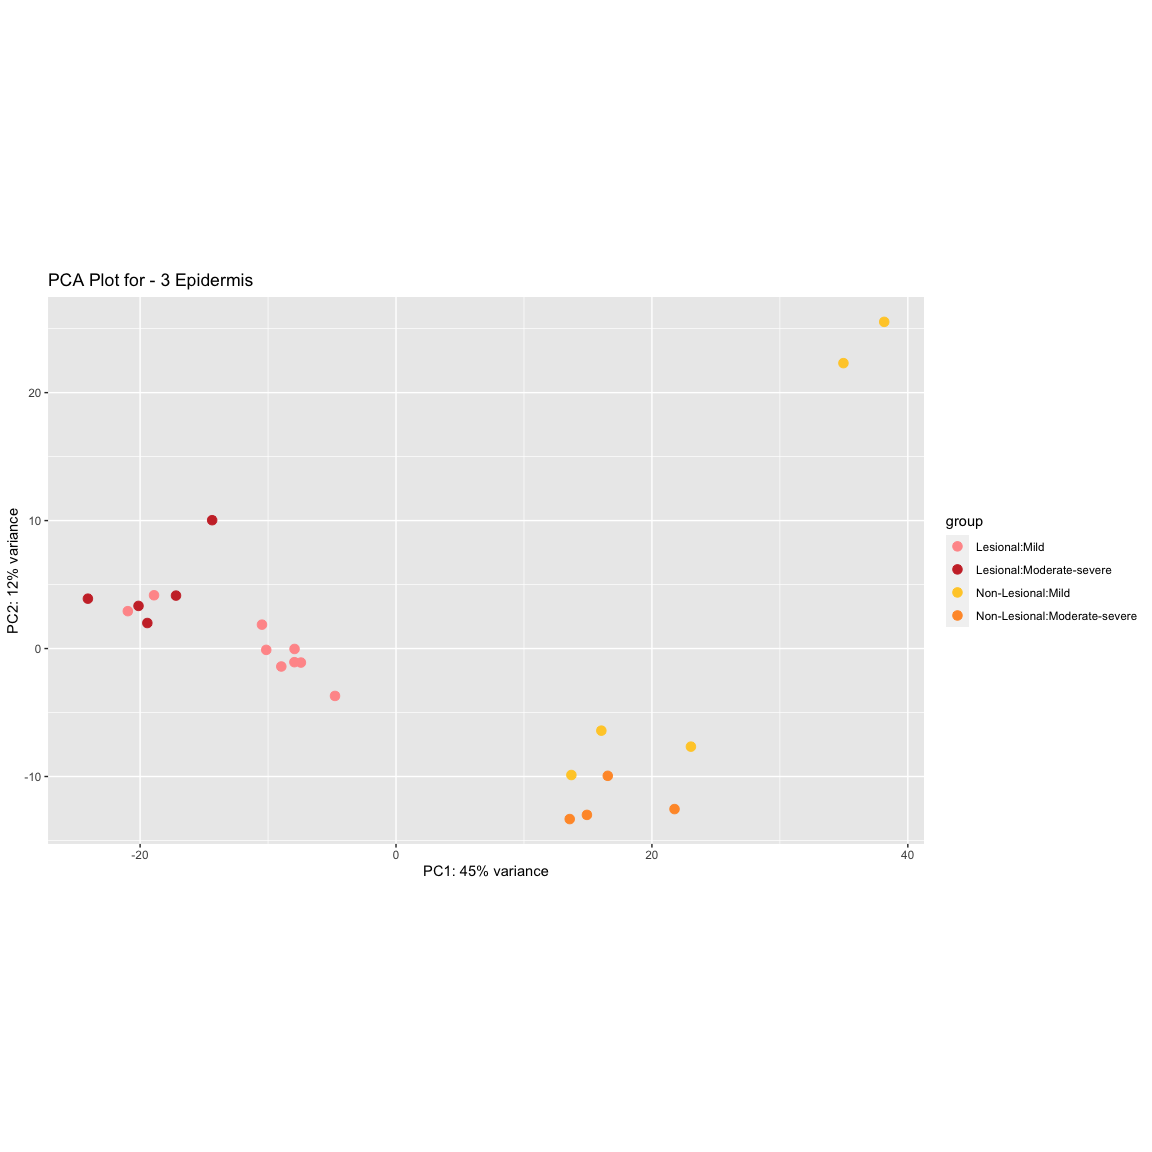 PCA Plot for - 3 Epidermis
PC2: 12% variance
20
10
0
-10
-20
0
20
40
PC1: 45% variance
group
Lesional:Mild
Lesional:Moderate-severe
Non-Lesional:Mild
Non-Lesional:Moderate-severe